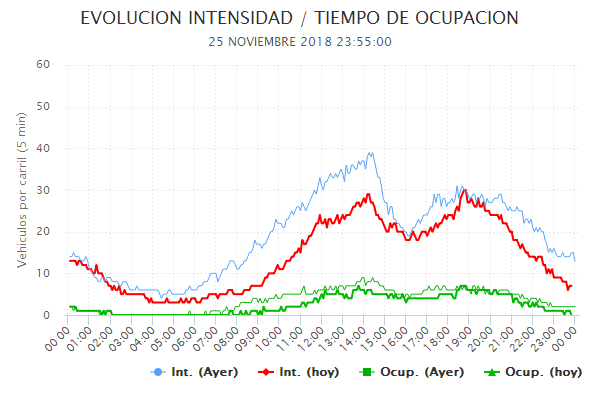 EVOLUCION INTENSIDAD / TIEMPO DE OCUPACION
25 NOVIEMBRE 2018 23:55:00
Vehiculos por carril (5 min)
60
50
40
30
20
10
0
00:00 01:00 02:00 03:00 04:00 05:00 06:00 07:00 08:00 09:00 10:00 11:00 12:00 13:00 14:00 15:00 16:00 17:00 18:00 19:00 20:00 21:00 22:00 23:00 00:00
Int. (Ayer) Int. (hoy) Ocup. (Ayer) Ocup. (hoy)